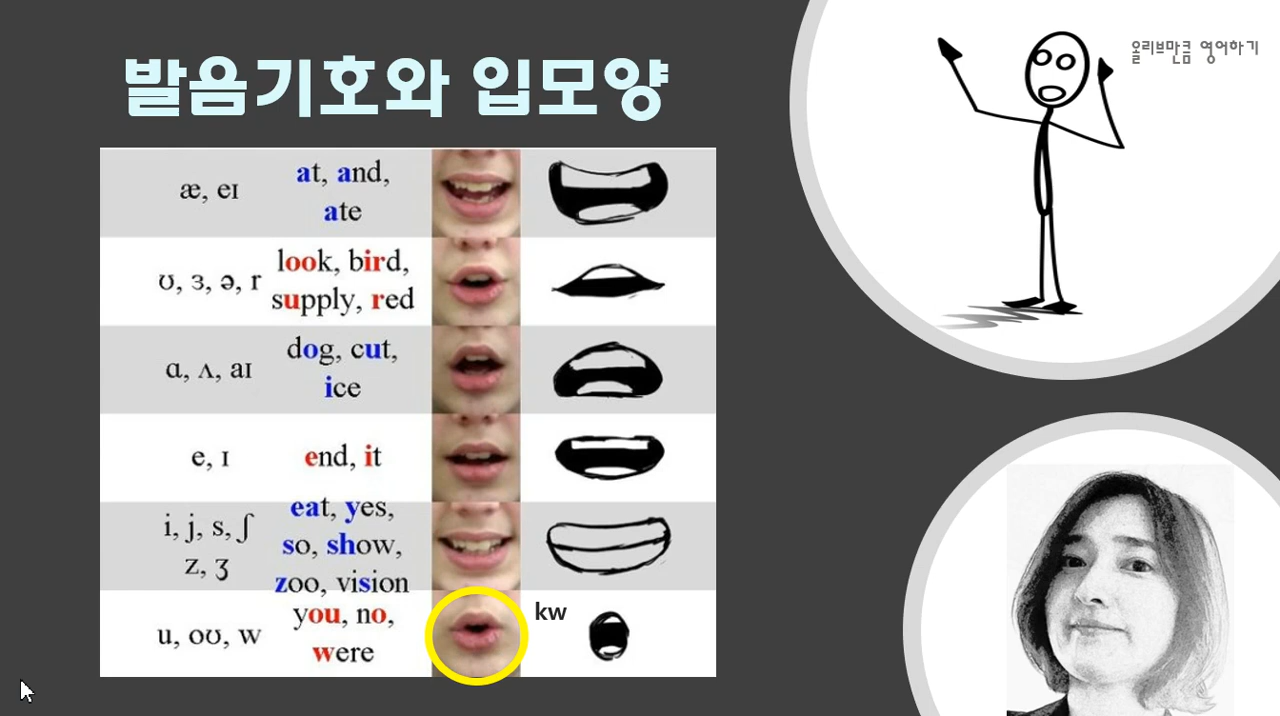 발음기호와 입모양
올리브만큼 영어하기
æ, eɪ
at, and,
ate
ʊ, ɜ, ə, r
look, bird,
supply, red
ɑ, ʌ, aɪ
dog, cut,
ice
e, ɪ
end, it
i, j, s, ʃ
z, ʒ
eat, yes,
so, show,
zoo, vision
u, oʊ, w
you, no,
were
kw